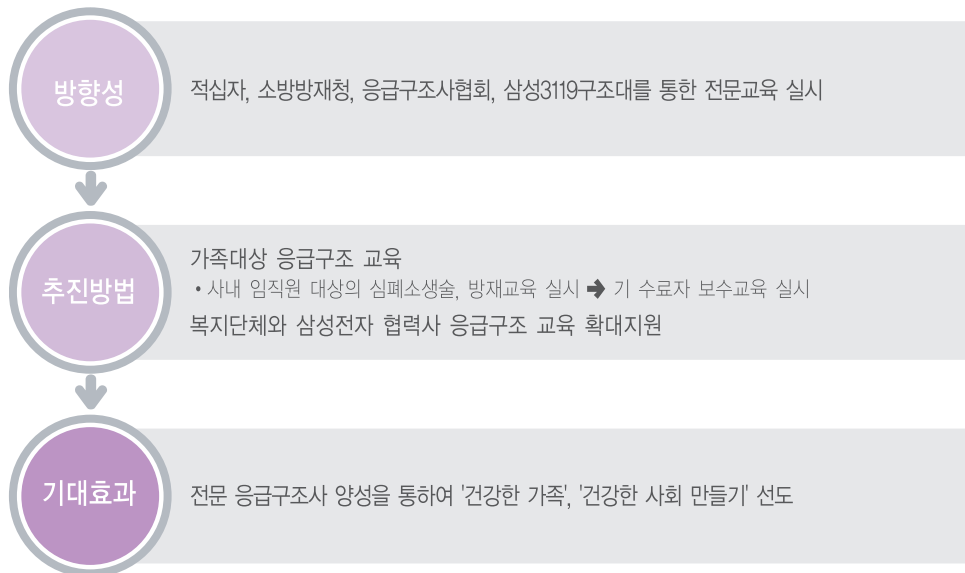 방향성
적십자, 소방방재청, 응급구조사협회, 삼성3119구조대를 통한 전문교육 실시
추진방법
가족대상 응급구조 교육
• 사내 임직원 대상의 심폐소생술, 방재교육 실시 ➔ 기 수료자 보수교육 실시
복지단체와 삼성전자 협력사 응급구조 교육 확대지원
기대효과
전문 응급구조사 양성을 통하여 '건강한 가족', '건강한 사회 만들기' 선도